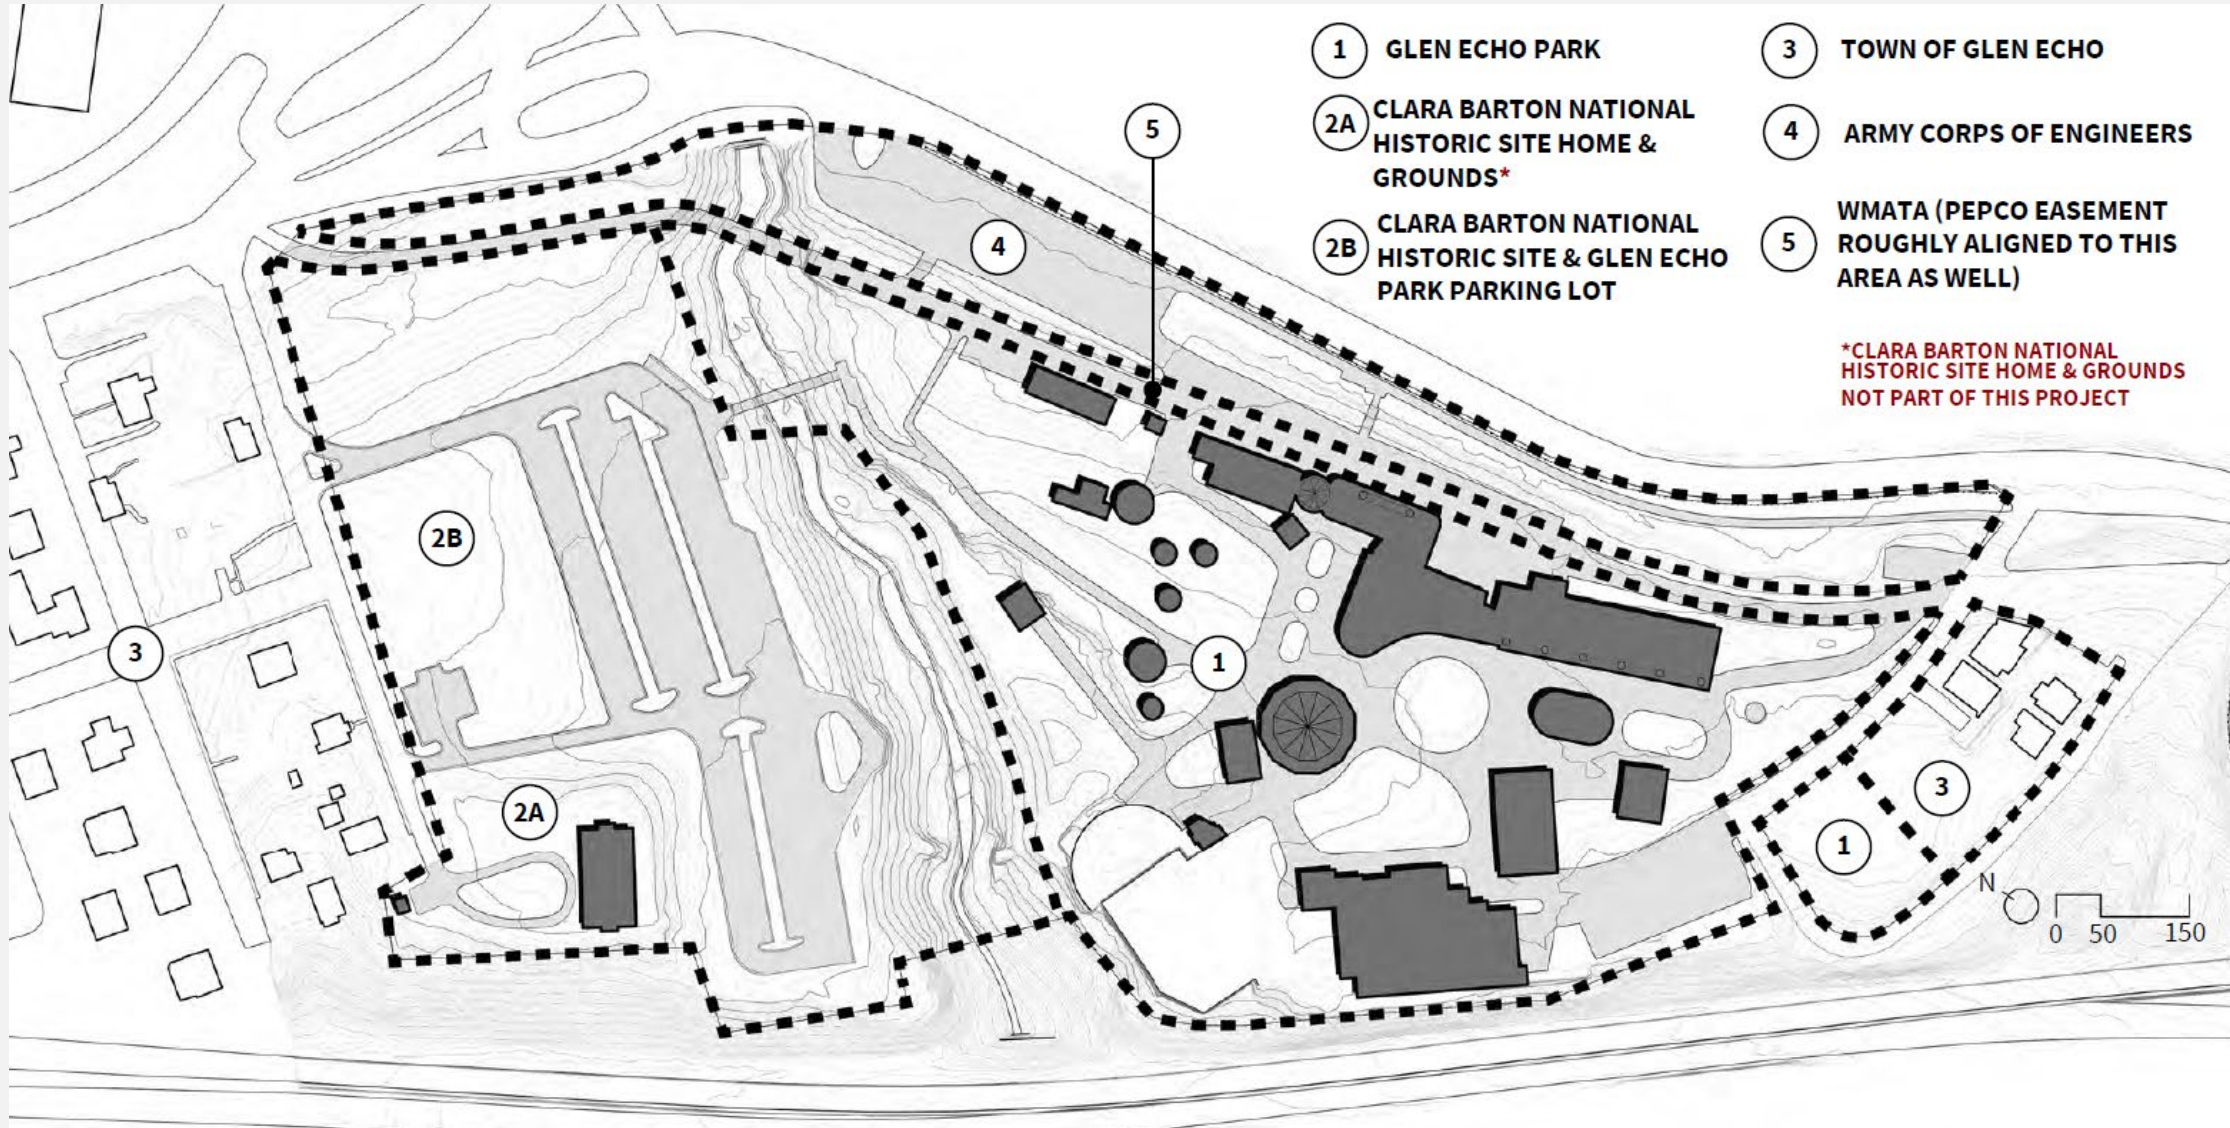 1 GLEN ECHO PARK
2A CLARA BARTON NATIONAL
HISTORIC SITE HOME &
GROUNDS*
2B CLARA BARTON NATIONAL
HISTORIC SITE & GLEN ECHO
PARK PARKING LOT
3 TOWN OF GLEN ECHO
4 ARMY CORPS OF ENGINEERS
5 WMATA (PEPCO EASEMENT
ROUGHLY ALIGNED TO THIS
AREA AS WELL)
*CLARA BARTON NATIONAL
HISTORIC SITE HOME & GROUNDS
NOT PART OF THIS PROJECT
5
4
2B
3
1
2A
3
1
N
0 50 150